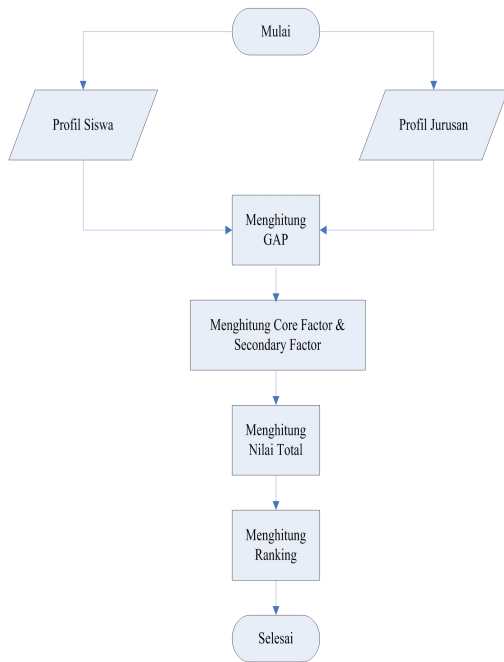 Mulai
Profil Siswa
Profil Jurusan
Menghitung
GAP
Menghitung Core Factor &
Secondary Factor
Menghitung
Nilai Total
Menghitung
Ranking
Selesai